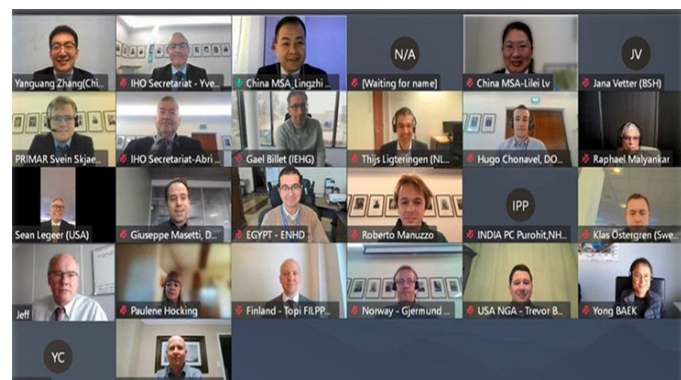 Yanguang Zhang(Chi...
IHO Secretariat - Yve...
China MSA_Lingzhi ...
N/A
[Waiting for name]
China MSA-Lilei Lv
JV
Jana Vetter (BSH)
PRIMAR Svein Skjae...
IHO Secretariat-Abri ...
Gael Billet (IEHG)
Thijs Ligteringen (NL...
Hugo Chonavel, DO...
Raphael Malyankar
Sean Legeer (USA)
Giuseppe Masetti, D...
EGYPT - ENHD
Roberto Manuzzo
IPP
INDIA PC Purohit,NH...
Klas Östergren (Swe...
Jeff
Paulene Hocking
Finland - Topi FILPP...
Norway - Gjermund ...
USA NGA - Trevor B...
Yong BAEK
YC